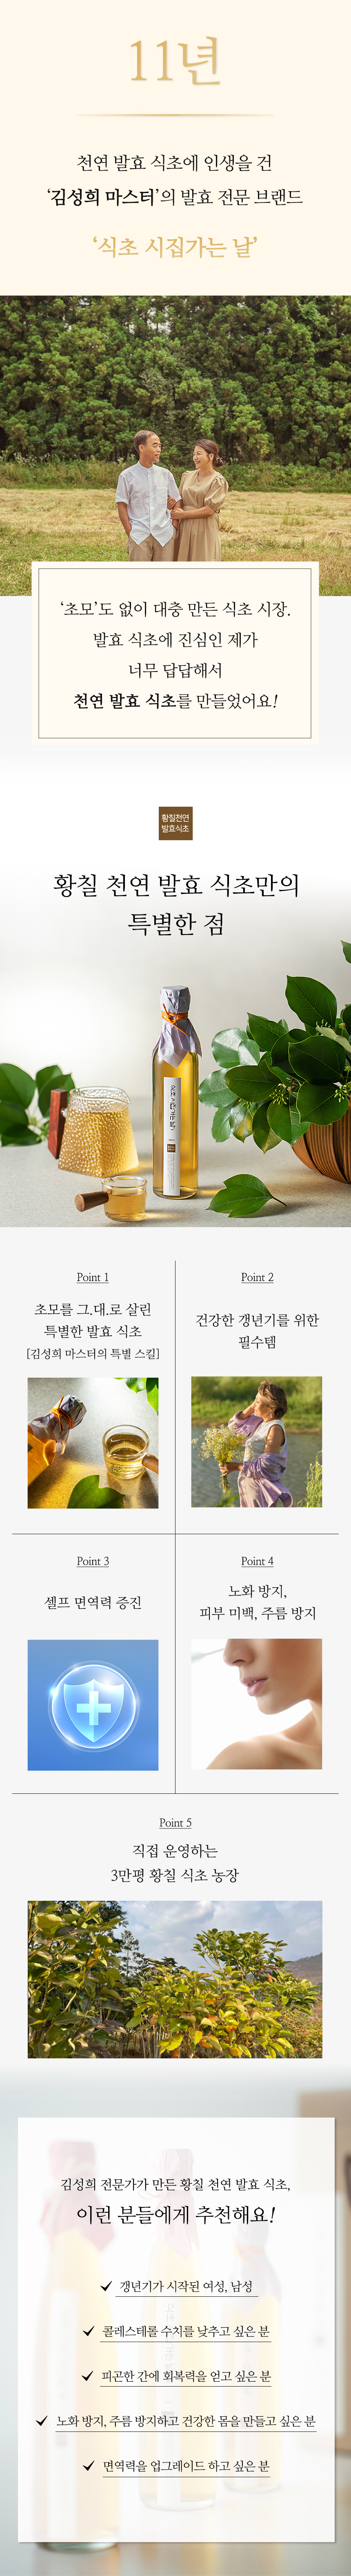 11년
천연 발효 식초에 인생을 건
‘김성희 마스터’의 발효 전문 브랜드
‘식초 시집가는 날’
‘초모’도 없이 대충 만든 식초 시장.
발효 식초에 진심인 제가
너무 답답해서
천연 발효 식초를 만들었어요!
황칠천연
발효식초
황칠 천연 발효 식초만의
특별한 점
식초 시집가는 날
Point 1
초모를 그.대.로 살린
특별한 발효 식초
[김성희 마스터의 특별 스킬]
Point 2
건강한 갱년기를 위한
필수템
Point 3
셀프 면역력 증진
Point 4
노화 방지,
피부 미백, 주름 방지
Point 5
직접 운영하는
3만평 황칠 식초 농장
김성희 전문가가 만든 황칠 천연 발효 식초,
이런 분들에게 추천해요!
갱년기가 시작된 여성, 남성
콜레스테롤 수치를 낮추고 싶은 분
피곤한 간에 회복력을 얻고 싶은 분
노화 방지, 주름 방지하고 건강한 몸을 만들고 싶은 분
면역력을 업그레이드 하고 싶은 분